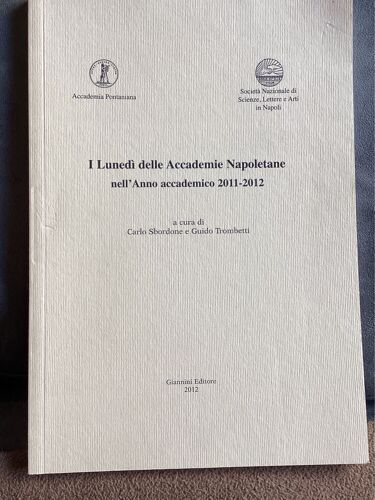 Accademia Pontaniana
Società Nazionale di
Scienze, Lettere e Arti
in Napoli
I Lunedì delle Accademie Napoletane
nell'Anno accademico 2011-2012
a cura di
Carlo Sbordone e Guido Trombetti
Giannini Editore
2012